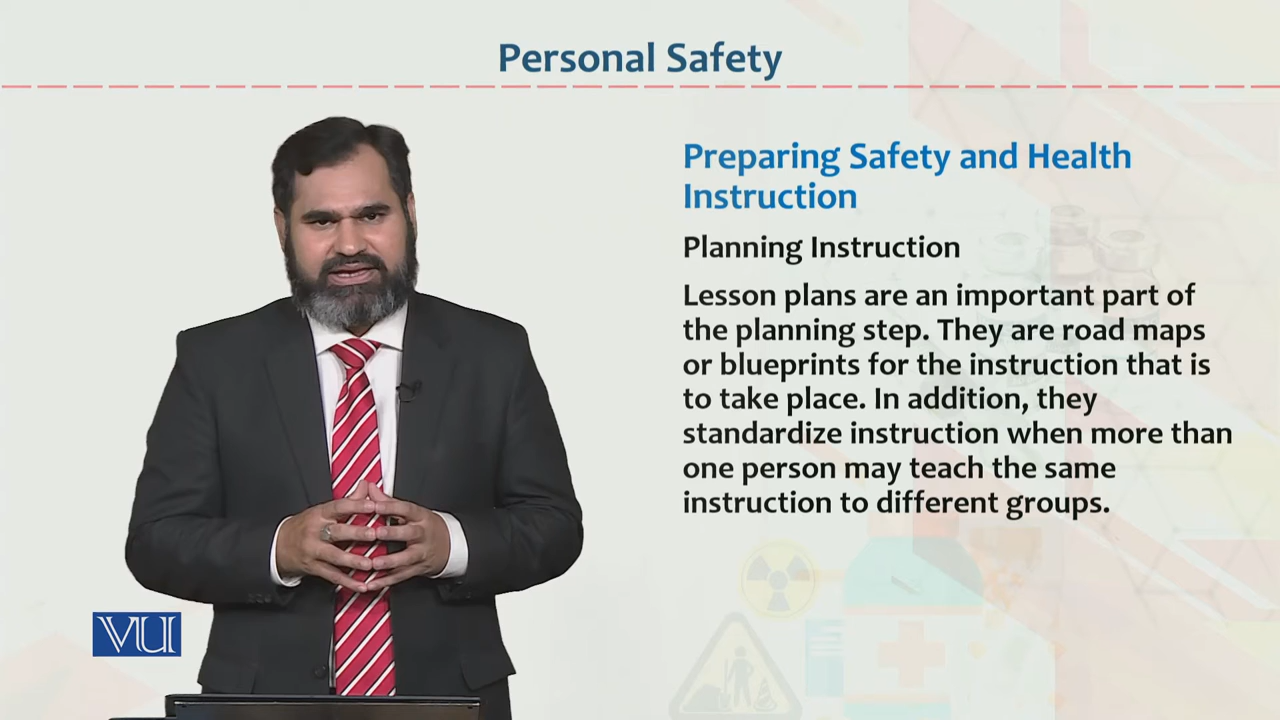 Personal Safety
Preparing Safety and Health
Instruction
Planning Instruction
Lesson plans are an important part of
the planning step. They are road maps
or blueprints for the instruction that is
to take place. In addition, they
standardize instruction when more than
one person may teach the same
instruction to different groups.
VU